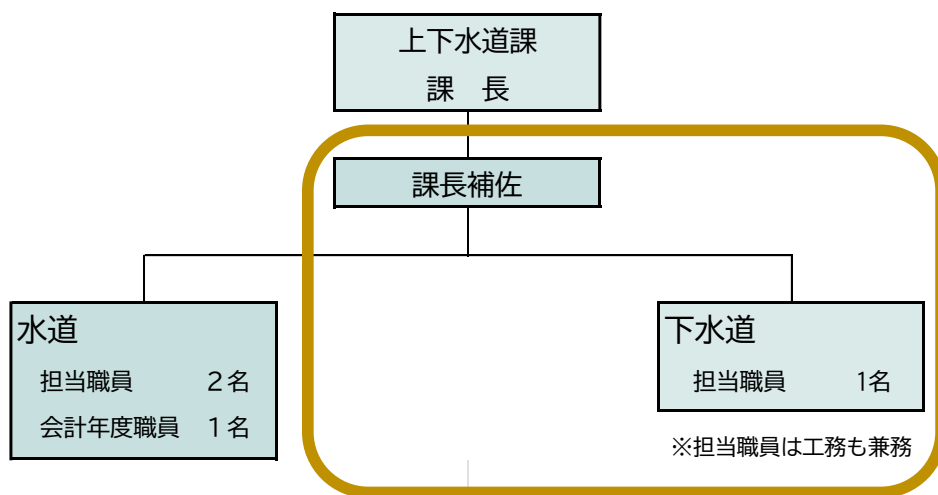 上下水道課
課　長
課長補佐
水道
担当職員　　　２名
会計年度職員　１名
下水道
担当職員　　　1名
※担当職員は工務も兼務